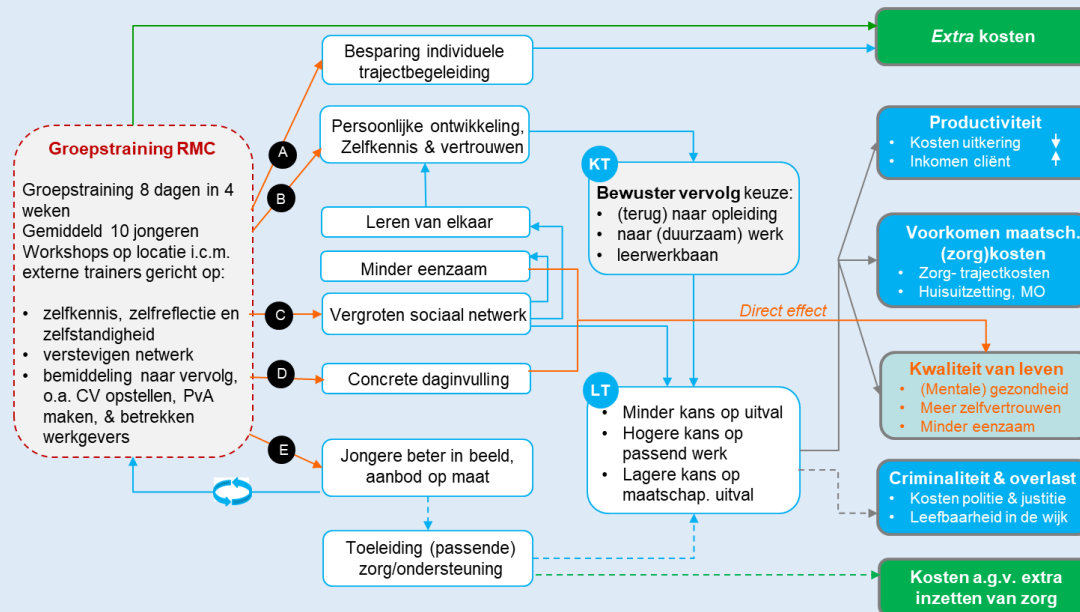 Groepstraining RMC
Groepstraining 8 dagen in 4
weken
Gemiddeld 10 jongeren
Workshops op locatie i.c.m.
externe trainers gericht op:
• zelfkennis, zelfreflectie en
zelfstandigheid
• verstevigen netwerk
• bemiddeling naar vervolg,
o.a. CV opstellen, PvA
maken, & betrekken
werkgevers
A
B
C
D
E
Besparing individuele
trajectbegeleiding
Persoonlijke ontwikkeling,
Zelfkennis & vertrouwen
Leren van elkaar
Minder eenzaam
Vergroten sociaal netwerk
Concrete daginvulling
Jongere beter in beeld,
aanbod op maat
Toeleiding (passende)
zorg/ondersteuning
KT
Bewuster vervolg keuze:
• (terug) naar opleiding
• naar (duurzaam) werk
• leerwerkbaan
Direct effect
LT
• Minder kans op uitval
• Hogere kans op
passend werk
• Lagere kans op
maatschap. uitval
Extra kosten
Productiviteit
• Kosten uitkering
• Inkomen cliënt
Voorkomen maatsch.
(zorg)kosten
• Zorg- trajectkosten
• Huisuitzetting, MO
Kwaliteit van leven
• (Mentale) gezondheid
• Meer zelfvertrouwen
• Minder eenzaam
Criminaliteit & overlast
• Kosten politie & justitie
• Leefbaarheid in de wijk
Kosten a.g.v. extra
inzetten van zorg